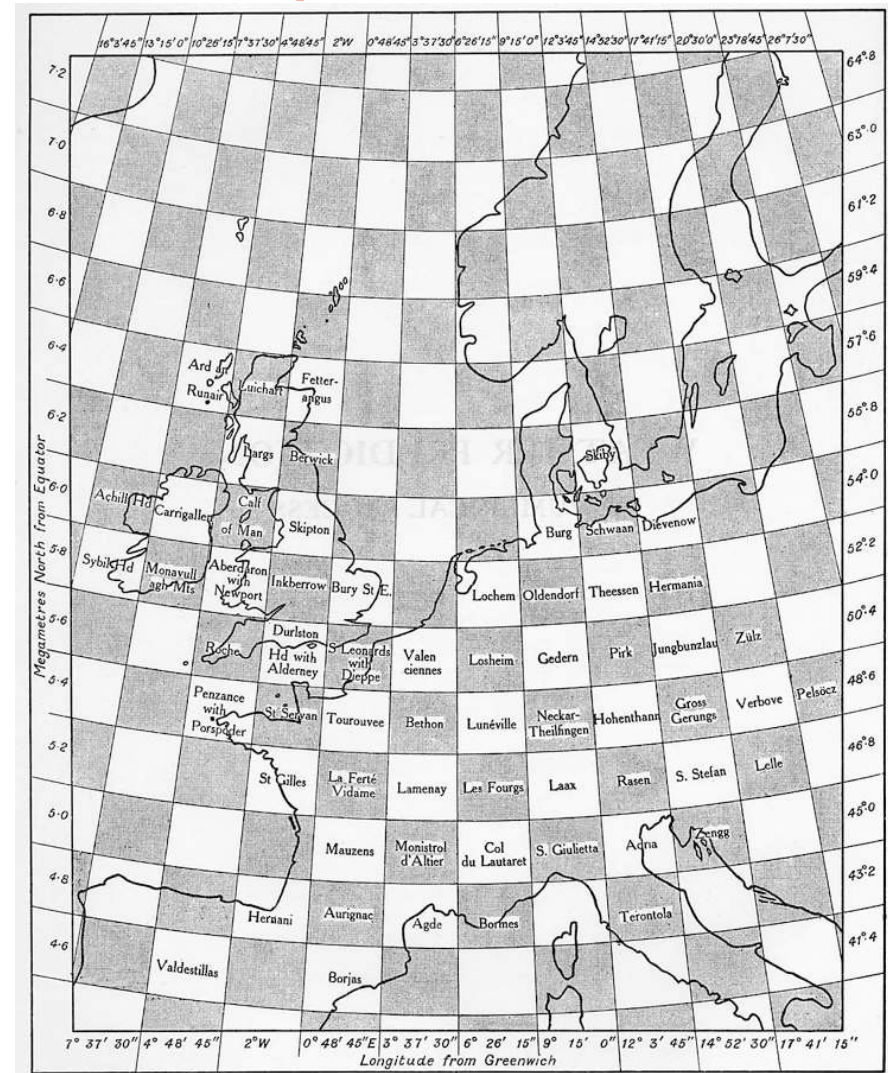 16°3'45" 13°15'0" 10°26'15" 7°37'30" 4°48'45" 2°W 0°48'45" 3°37'30" 6°26'15" 9°15'0" 12°3'45" 14°52'30" 17°41'15" 20°30'0" 23°18'45" 26°7'30"
7·2
64°·8
7·0
63°·0
6·8
61°·2
6·6
59°·4
6·4
57°·6
Ard an
Runair
Luichart
Fetter-
angus
6·2
55°·8
Largs
Berwick
Skiby
6·0
54°·0
Achill Hd
Carrigallen
Calf
of Man
Skipton
Burg
Schwaan
Dievenow
5·8
52°·2
Sybil Hd
Monavull
agh Mts
Aberdaron
with
Newport
Inkberrow
Bury St E.
Lochem
Oldendorf
Theessen
Hermania
5·6
50°·4
Roche
Durlston
Hd with
Alderney
S Leonards
with
Dieppe
Valen
ciennes
Losheim
Gedern
Pirk
Jungbunzlau
Zülz
5·4
48°·6
Penzance
with
Porspoder
St Servan
Tourouvee
Bethon
Lunéville
Neckar-
Theilfingen
Hohenthann
Gross
Gerungs
Verbove
Pelsöcz
5·2
46°·8
St Gilles
La Ferté
Vidame
Lamenay
Les Fourgs
Laax
Rasen
S. Stefan
Lelle
5·0
45°·0
Mauzens
Monistrol
d'Altier
Col
du Lautaret
S. Giulietta
Adria
Zengg
4·8
43°·2
Hernani
Aurignac
Agde
Bormes
Terontola
4·6
41°·4
Valdestillas
Borjas
Megametres North from Equator
7° 37' 30" 4° 48' 45" 2°W 0° 48' 45"E 3° 37' 30" 6° 26' 15" 9° 15' 0" 12° 3' 45" 14° 52' 30" 17° 41' 15"
Longitude from Greenwich